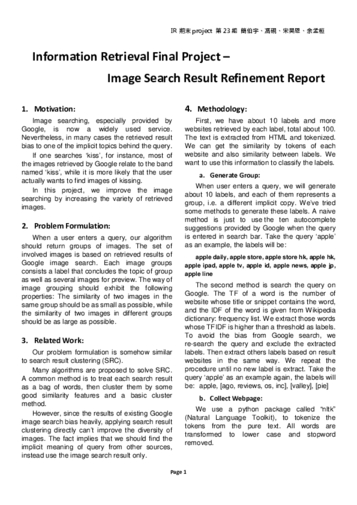 IR 期末 project 第 23 組 簡伯宇、高硯、宋昊恩、余孟桓
Information Retrieval Final Project –
Image Search Result Refinement Report
1. Motivation:
Image searching, especially provided by
Google, is now a widely used service.
Nevertheless, in many cases the retrieved result
bias to one of the implicit topics behind the query.
If one searches 'kiss', for instance, most of
the images retrieved by Google relate to the band
named 'kiss', while it is more likely that the user
actually wants to find images of kissing.
In this project, we improve the image
searching by increasing the variety of retrieved
images.
2. Problem Formulation:
When a user enters a query, our algorithm
should return groups of images. The set of
involved images is based on retrieved results of
Google image search. Each image groups
consists a label that concludes the topic of group
as well as several images for preview. The way of
image grouping should exhibit the following
properties: The similarity of two images in the
same group should be as small as possible, while
the similarity of two images in different groups
should be as large as possible.
3. Related Work:
Our problem formulation is somehow similar
to search result clustering (SRC).
Many algorithms are proposed to solve SRC.
A common method is to treat each search result
as a bag of words, then cluster them by some
good similarity features and a basic cluster
method.
However, since the results of existing Google
image search bias heavily, applying search result
clustering directly can't improve the diversity of
images. The fact implies that we should find the
implicit meaning of query from other sources,
instead use the image search result only.
4. Methodology:
First, we have about 10 labels and more
websites retrieved by each label, total about 100.
The text is extracted from HTML and tokenized.
We can get the similarity by tokens of each
website and also similarity between labels. We
want to use this information to classify the labels.
a. Generate Group:
When user enters a query, we will generate
about 10 labels, and each of them represents a
group, i.e. a different implicit copy. We've tried
some methods to generate these labels. A naive
method is just to use the ten autocomplete
suggestions provided by Google when the query
is entered in search bar. Take the query 'apple'
as an example, the labels will be:
apple daily, apple store, apple store hk, apple hk,
apple ipad, apple tv, apple id, apple news, apple jp,
apple line
The second method is search the query on
Google. The TF of a word is the number of
website whose title or snippet contains the word,
and the IDF of the word is given from Wikipedia
dictionary: frequency list. We extract those words
whose TFIDF is higher than a threshold as labels.
To avoid the bias from Google search, we
re-search the query and exclude the extracted
labels. Then extract others labels based on result
websites in the same way. We repeat the
procedure until no new label is extract. Take the
query 'apple' as an example again, the labels will
be: apple, [ago, reviews, os, inc], [valley], [pie]
b. Collect Webpage:
We use a python package called "nltk"
(Natural Language Toolkit), to tokenize the
tokens from the pure text. All words are
transformed to lower case and stopword
removed.
Page 1